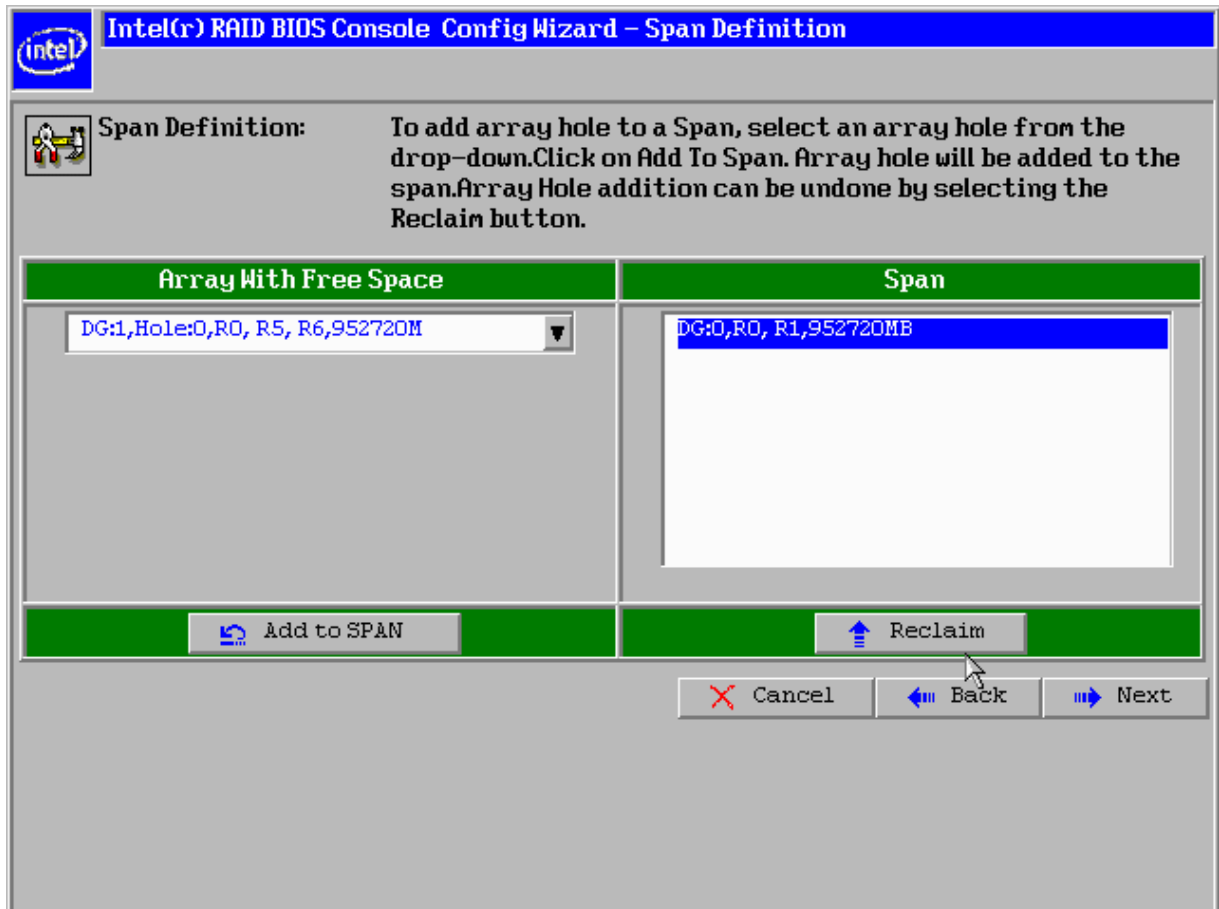 intel
Intel(r) RAID BIOS Console Config Wizard – Span Definition
Span Definition:
To add array hole to a Span, select an array hole from the
drop-down.Click on Add To Span. Array hole will be added to the
span.Array Hole addition can be undone by selecting the
Reclaim button.
Array With Free Space
Span
DG:1,Hole:0,R0, R5, R6,952720M
DG:0,R0, R1,952720MB
Add to SPAN
Reclaim
Cancel
Back
Next